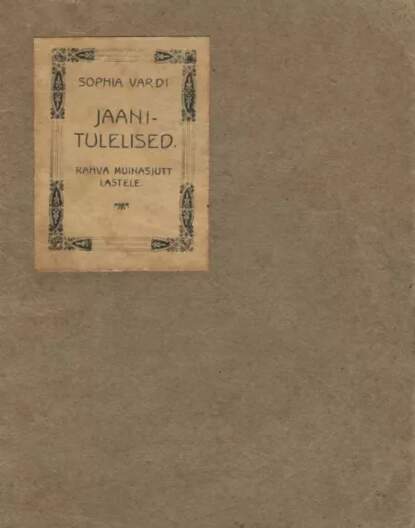 SOPHIA VARDI
JAANI-
TULELISED.
RAHVA MUINASJUTT
LASTELE